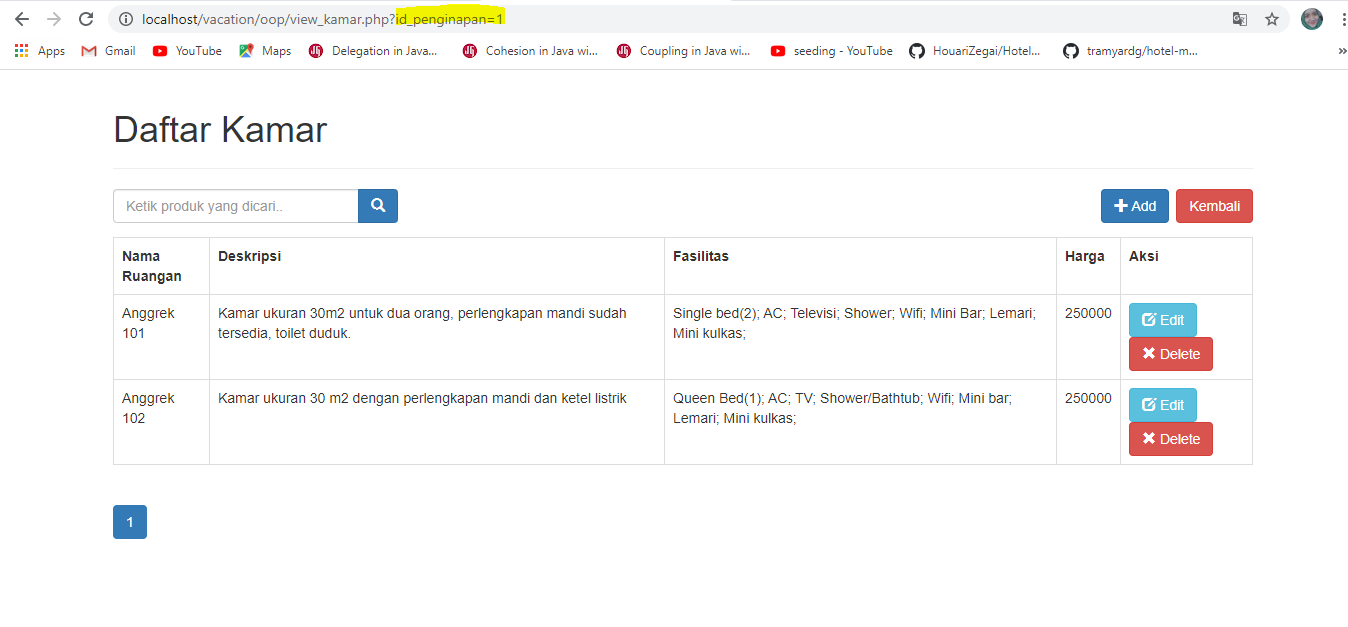 localhost/vacation/oop/view_kamar.php?id_penginapan=1
Apps Gmail YouTube Maps Delegation in Java... Cohesion in Java wi... Coupling in Java wi... seeding - YouTube HouariZegai/Hotel... tramyardg/hotel-m... »
Daftar Kamar
Ketik produk yang dicari.. Add Kembali
Nama Ruangan Deskripsi Fasilitas Harga Aksi
Anggrek 101
Kamar ukuran 30m2 untuk dua orang, perlengkapan mandi sudah
tersedia, toilet duduk.
Single bed(2); AC; Televisi; Shower; Wifi; Mini Bar; Lemari;
Mini kulkas;
250000
Edit
Delete
Anggrek 102
Kamar ukuran 30 m2 dengan perlengkapan mandi dan ketel listrik
Queen Bed(1); AC; TV; Shower/Bathtub; Wifi; Mini bar;
Lemari; Mini kulkas;
250000
Edit
Delete
1